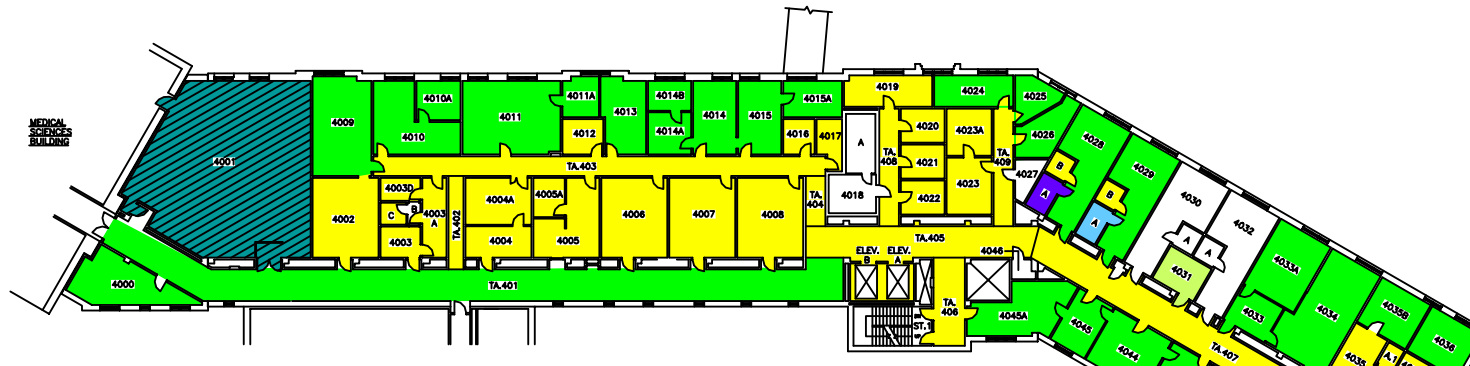 MEDICAL
SCIENCES
BUILDING
4001
4009
4010A
4010
4011
4011A
4012
4013
4014B
4014A
4014
4015
4015A
4016
4017
4019
4024
4025
4026
4020
4021
4022
4023A
4023
A
4018
TA.
408
TA.
409
4027
4028
B
A
4029
B
A
4030
A
4032
A
4031
4033A
4033
4034
4035B
4036
4035
A.1
TA.403
4002
4003D
C
B
4003
A
4003
TA.402
4004A
4004
4005A
4005
4006
4007
4008
TA.
404
TA.405
4046
ELEV.
B
ELEV.
A
4000
TA.401
ST.1
TA.
406
4045A
4045
4044
TA.407